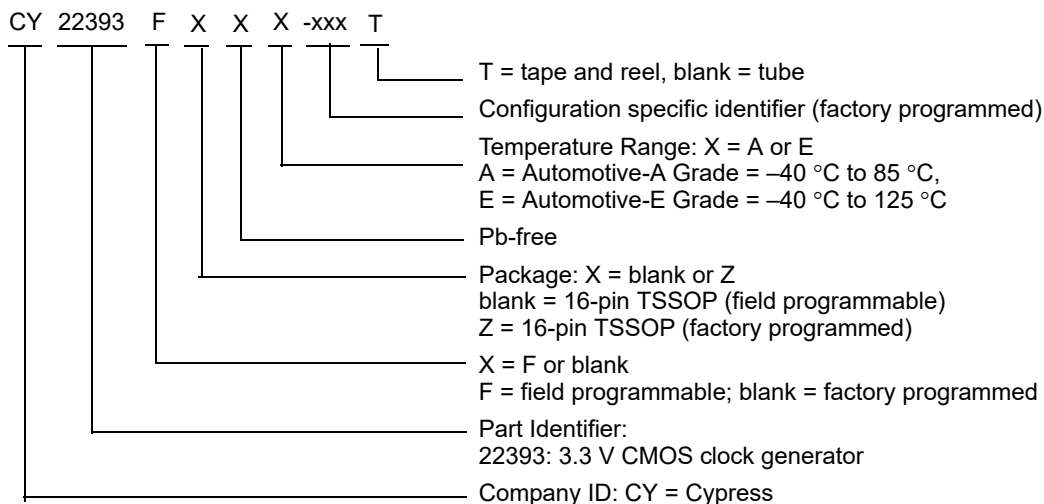 CY 22393 F X X X -xxx T
T = tape and reel, blank = tube
Configuration specific identifier (factory programmed)
Temperature Range: X = A or E
A = Automotive-A Grade = –40 °C to 85 °C,
E = Automotive-E Grade = –40 °C to 125 °C
Pb-free
Package: X = blank or Z
blank = 16-pin TSSOP (field programmable)
Z = 16-pin TSSOP (factory programmed)
X = F or blank
F = field programmable; blank = factory programmed
Part Identifier:
22393: 3.3 V CMOS clock generator
Company ID: CY = Cypress